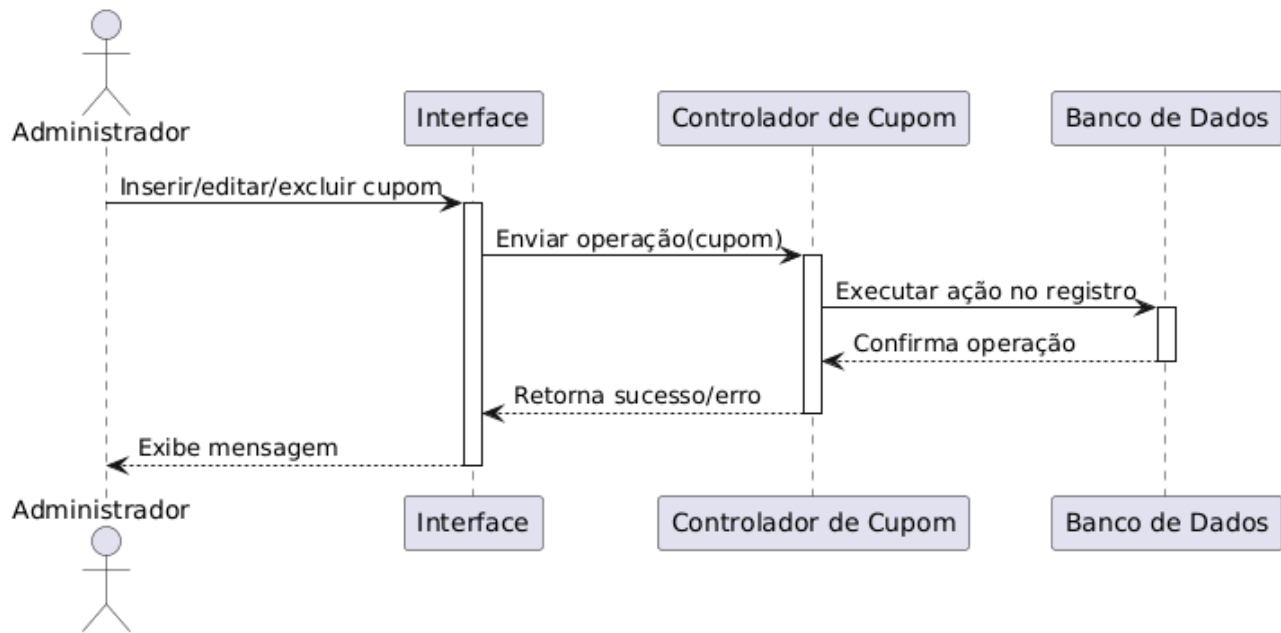 Administrador
Interface
Controlador de Cupom
Banco de Dados
Inserir/editar/excluir cupom
Enviar operação(cupom)
Executar ação no registro
Confirma operação
Retorna sucesso/erro
Exibe mensagem
Administrador
Interface
Controlador de Cupom
Banco de Dados